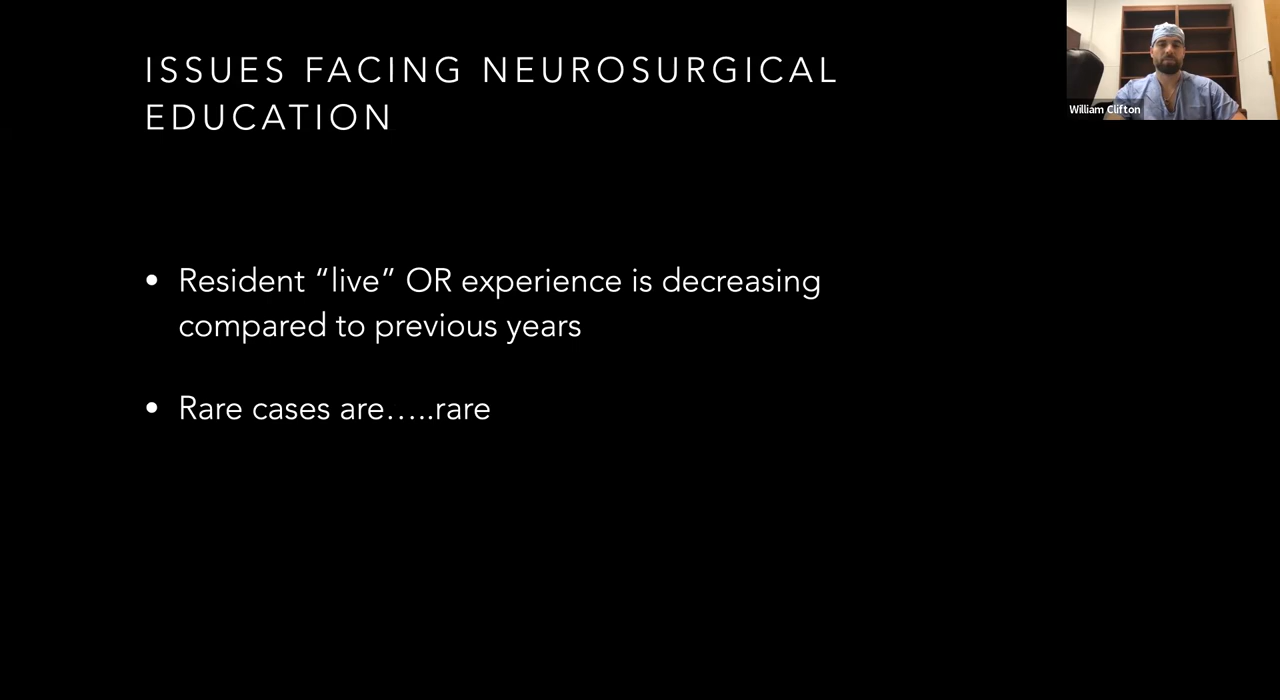 ISSUES FACING NEUROSURGICAL
EDUCATION
William Clifton
• Resident “live” OR experience is decreasing
compared to previous years
• Rare cases are…..rare